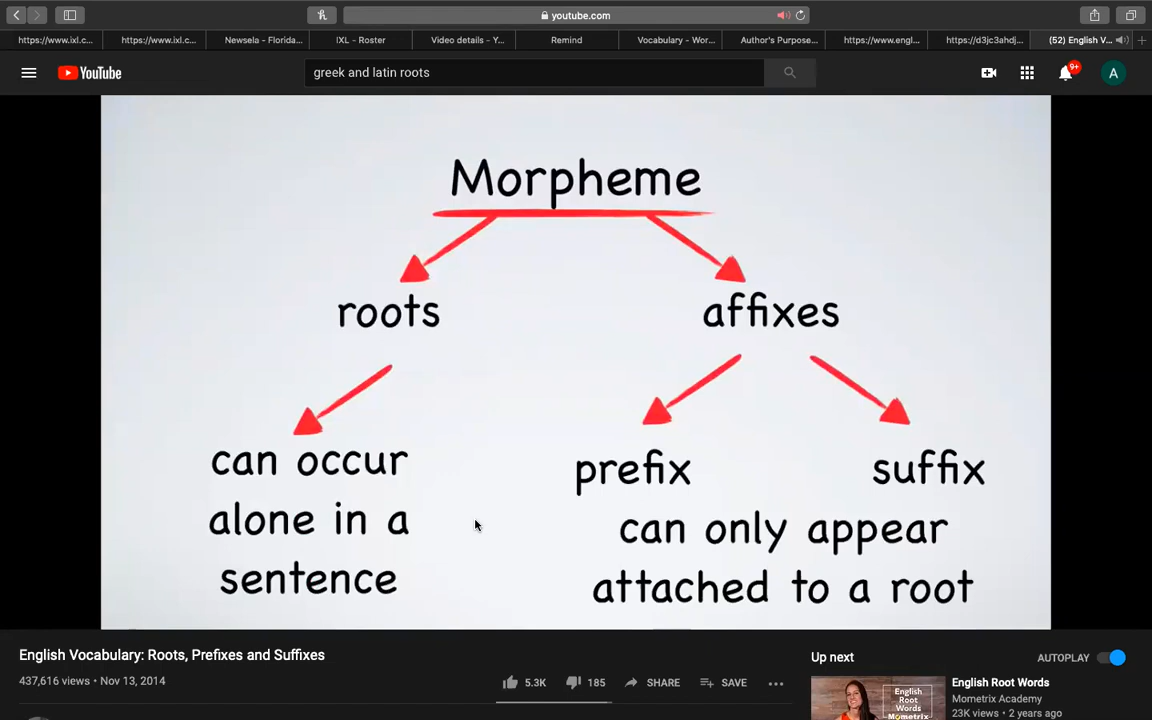 youtube.com
https://www.ixl.c...
https://www.ixl.c...
Newsela - Florida...
IXL - Roster
Video details - Y...
Remind
Vocabulary - Wor...
Author's Purpose...
https://www.engl...
https://d3jc3ahdj...
(52) English V...
YouTube
greek and latin roots
9+
A
Morpheme
roots
affixes
can occur
alone in a
sentence
prefix
suffix
can only appear
attached to a root
English Vocabulary: Roots, Prefixes and Suffixes
437,616 views • Nov 13, 2014
5.3K
185
SHARE
SAVE
Up next
AUTOPLAY
English
Root
Words
Mometrix
English Root Words
Mometrix Academy
23K views • 2 years ago